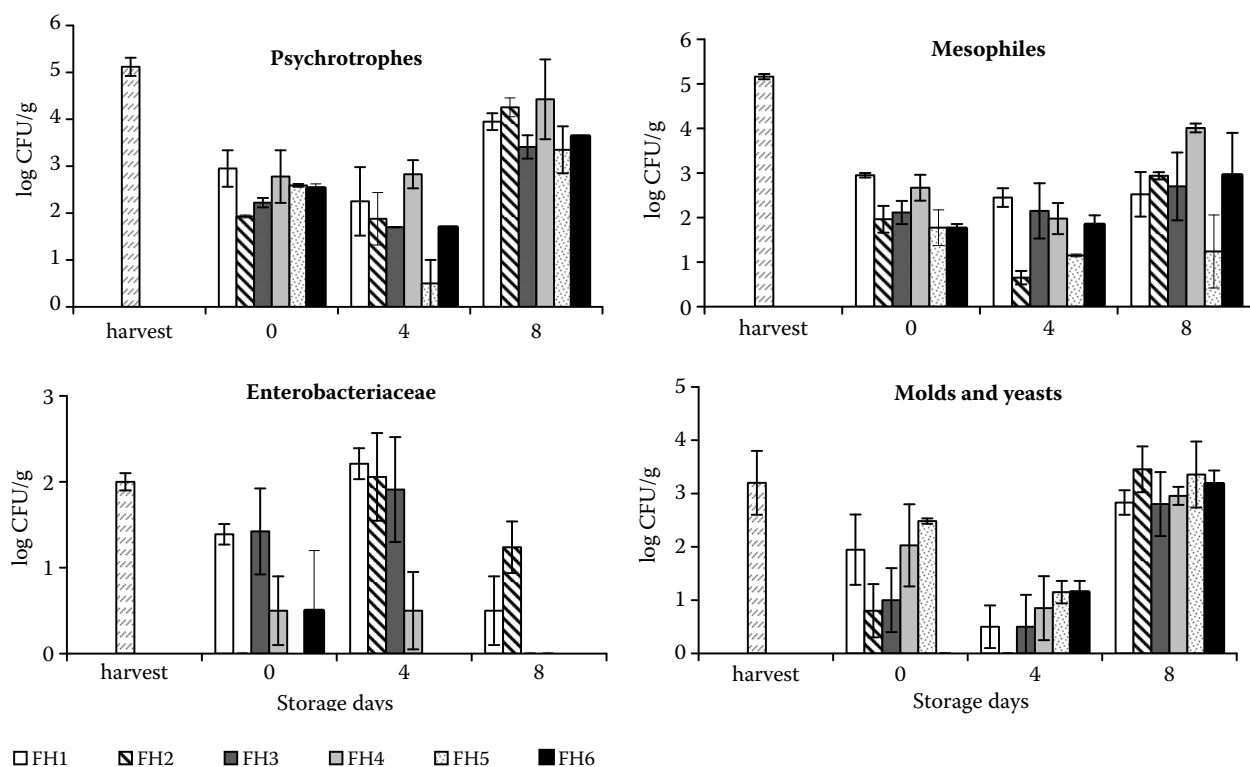 Psychrotrophes
log CFU/g
6
5
4
3
2
1
0
harvest 0 4 8
Mesophiles
log CFU/g
6
5
4
3
2
1
0
harvest 0 4 8
Enterobacteriaceae
log CFU/g
3
2
1
0
harvest 0 4 8
Storage days
Molds and yeasts
log CFU/g
5
4
3
2
1
0
harvest 0 4 8
Storage days
FH1 FH2 FH3 FH4 FH5 FH6